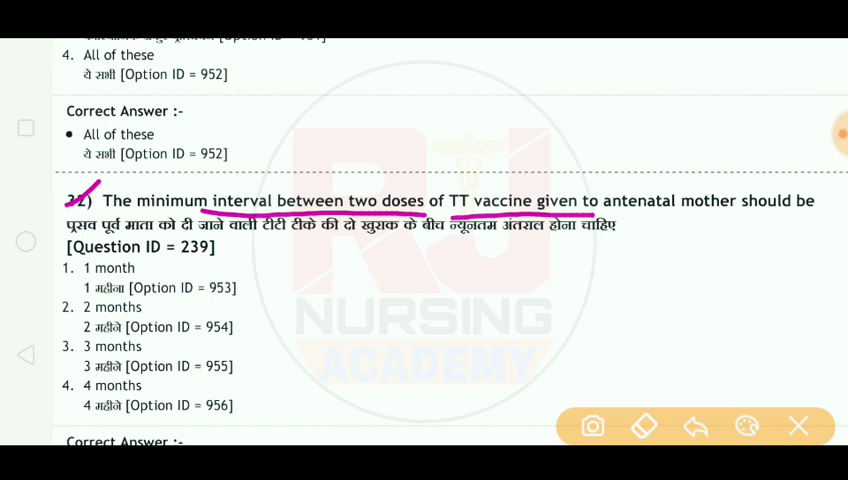 4. All of these
ये सभी [Option ID = 952]
Correct Answer :-
● All of these
ये सभी [Option ID = 952]
32) The minimum interval between two doses of TT vaccine given to antenatal mother should be
प्रसव पूर्व माता को दी जाने वाली टीटी टीके की दो खुराक के बीच न्यूनतम अंतराल होना चाहिए
[Question ID = 239]
1. 1 month
1 महीना [Option ID = 953]
2. 2 months
2 महीने [Option ID = 954]
3. 3 months
3 महीने [Option ID = 955]
4. 4 months
4 महीने [Option ID = 956]
Correct Answer :-
RJ
NURSING
ACADEMY